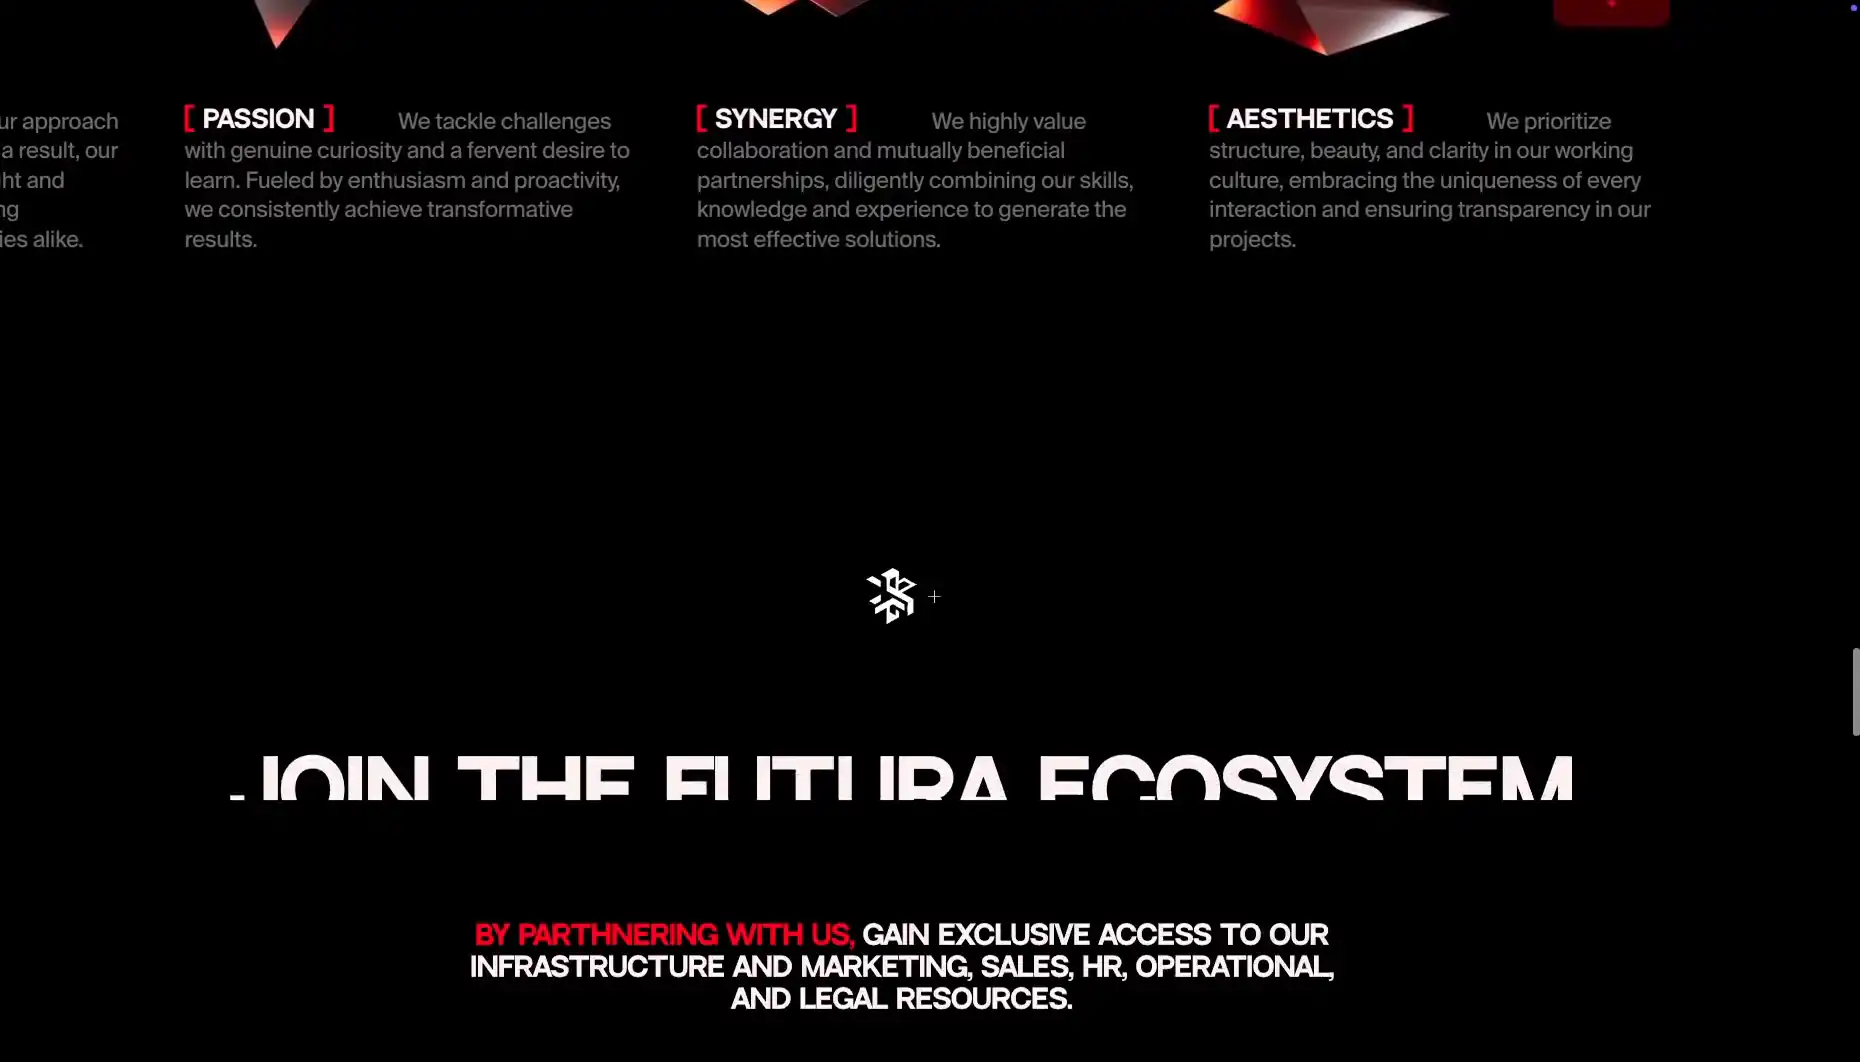 ur approach
a result, our
ht and
ng
ies alike.
[ PASSION ] We tackle challenges
with genuine curiosity and a fervent desire to
learn. Fueled by enthusiasm and proactivity,
we consistently achieve transformative
results.
[ SYNERGY ] We highly value
collaboration and mutually beneficial
partnerships, diligently combining our skills,
knowledge and experience to generate the
most effective solutions.
[ AESTHETICS ] We prioritize
structure, beauty, and clarity in our working
culture, embracing the uniqueness of every
interaction and ensuring transparency in our
projects.
JOIN THE FUTURA ECOSYSTEM
BY PARTHNERING WITH US, GAIN EXCLUSIVE ACCESS TO OUR
INFRASTRUCTURE AND MARKETING, SALES, HR, OPERATIONAL,
AND LEGAL RESOURCES.